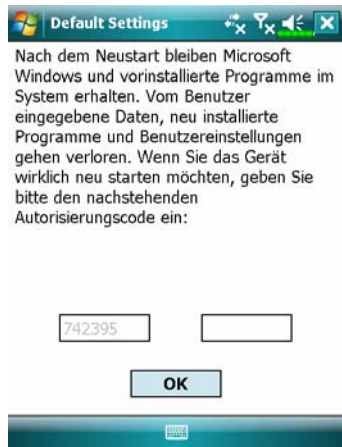 Default Settings
Nach dem Neustart bleiben Microsoft
Windows und vorinstallierte Programme im
System erhalten. Vom Benutzer
eingegebene Daten, neu installierte
Programme und Benutzereinstellungen
gehen verloren. Wenn Sie das Gerät
wirklich neu starten möchten, geben Sie
bitte den nachstehenden
Autorisierungscode ein:
742395
OK